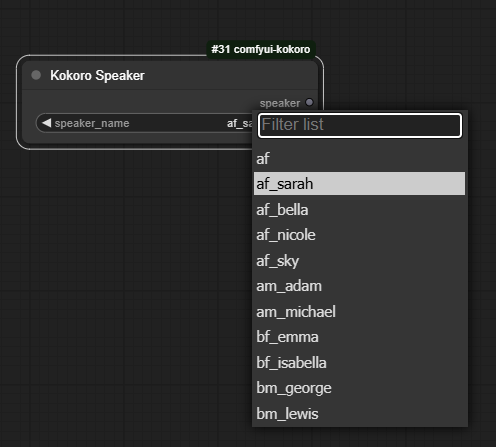 #31 comfyui-kokoro
Kokoro Speaker
speaker
speaker_name af_sa
Filter list
af
af_sarah
af_bella
af_nicole
af_sky
am_adam
am_michael
bf_emma
bf_isabella
bm_george
bm_lewis